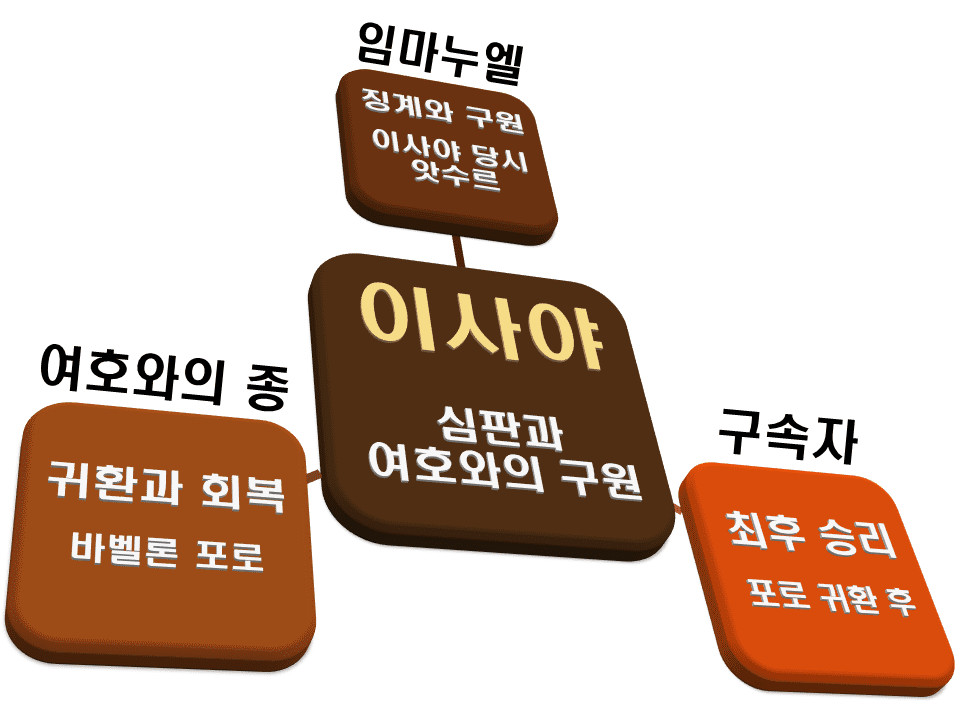 임마누엘
징계와 구원
이사야 당시
앗수르
이사야
심판과
여호와의 구원
여호와의 종
귀환과 회복
바벨론 포로
구속자
최후 승리
포로 귀환 후